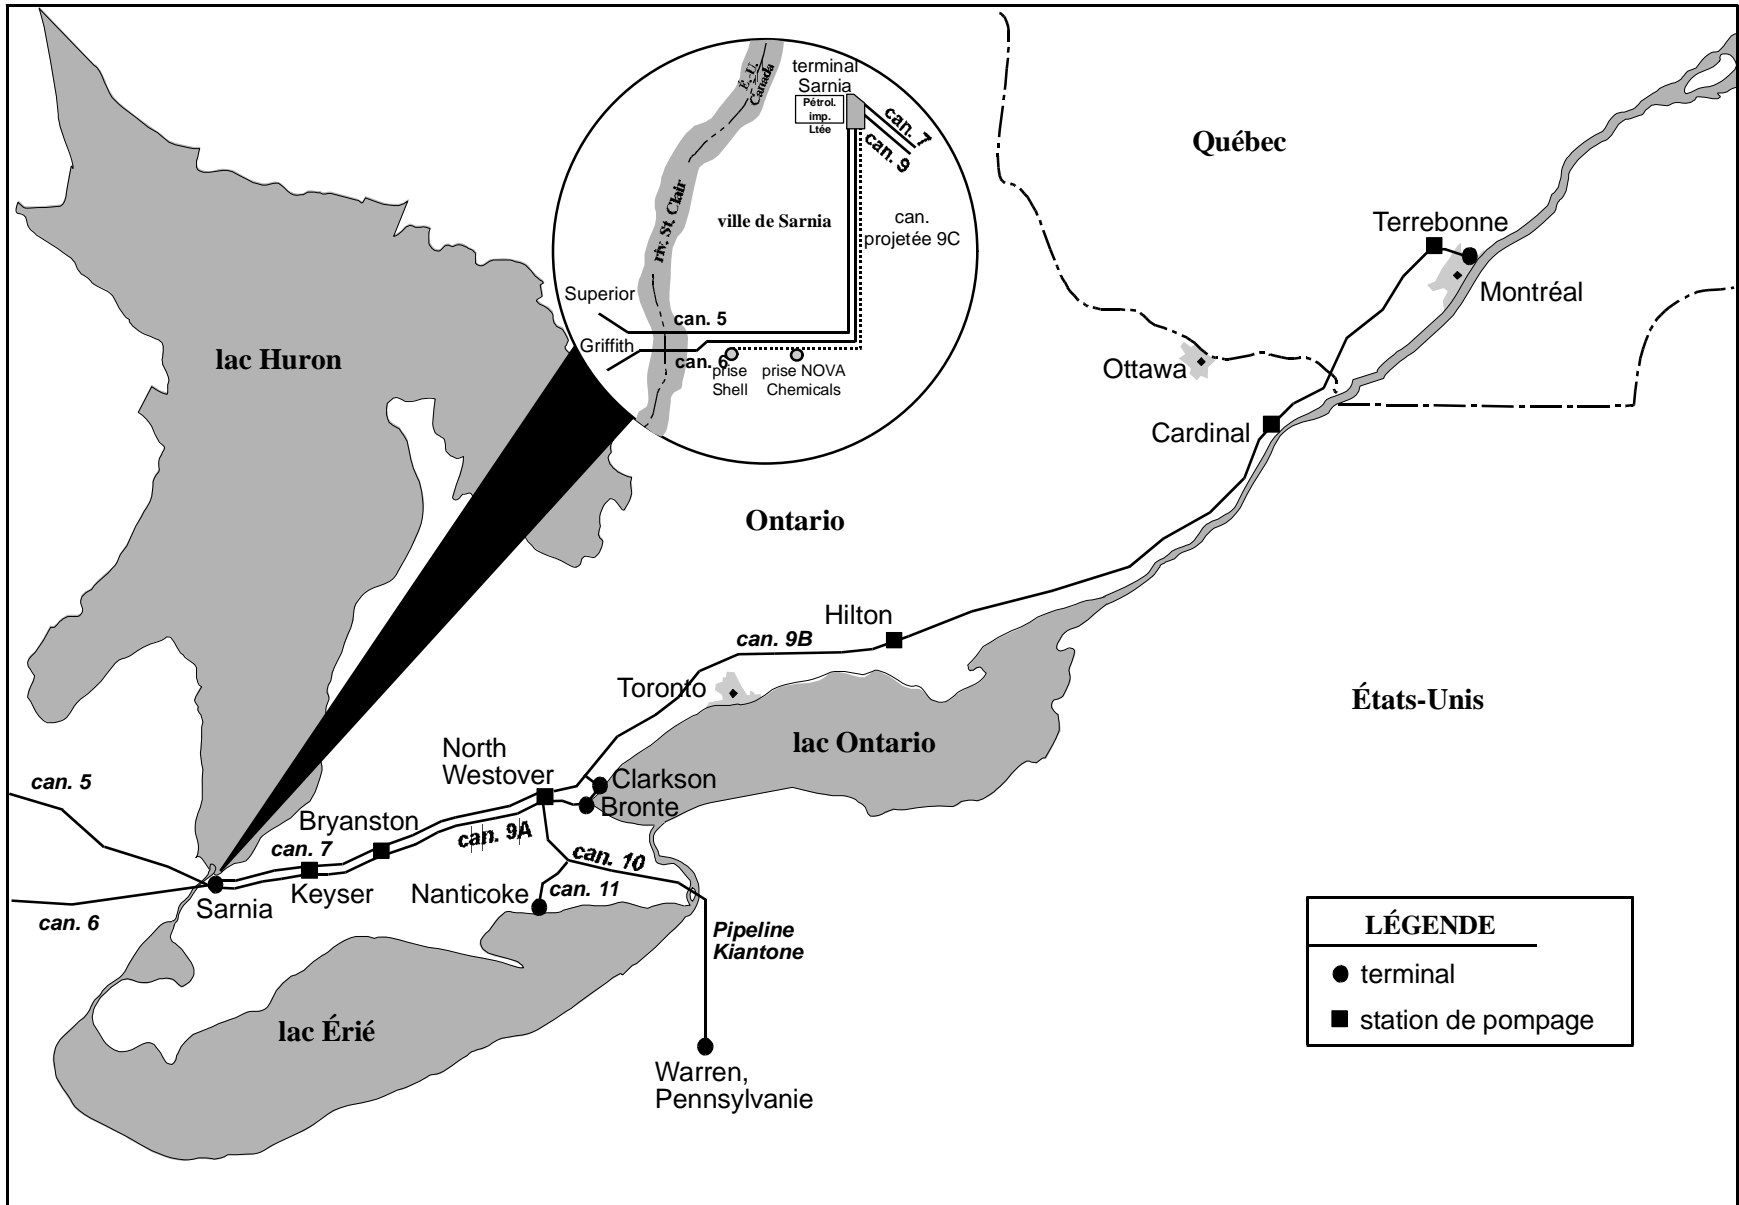 É.-U.
Canada
terminal
Sarnia
Pétrol.
imp.
Ltée
can. 7
can. 9
riv. St. Clair
ville de Sarnia
can.
projetée 9C
Superior
can. 5
Griffith
can. 6
prise
Shell
prise NOVA
Chemicals
Québec
Terrebonne
Montréal
Ottawa
Cardinal
lac Huron
Ontario
Hilton
can. 9B
Toronto
États-Unis
lac Ontario
North
Westover
Clarkson
Bronte
can. 5
Bryanston
can. 7
can. 9A
Keyser
Sarnia
can. 6
can. 10
Nanticoke
can. 11
Pipeline
Kiantone
lac Érié
Warren,
Pennsylvanie
LÉGENDE
terminal
station de pompage